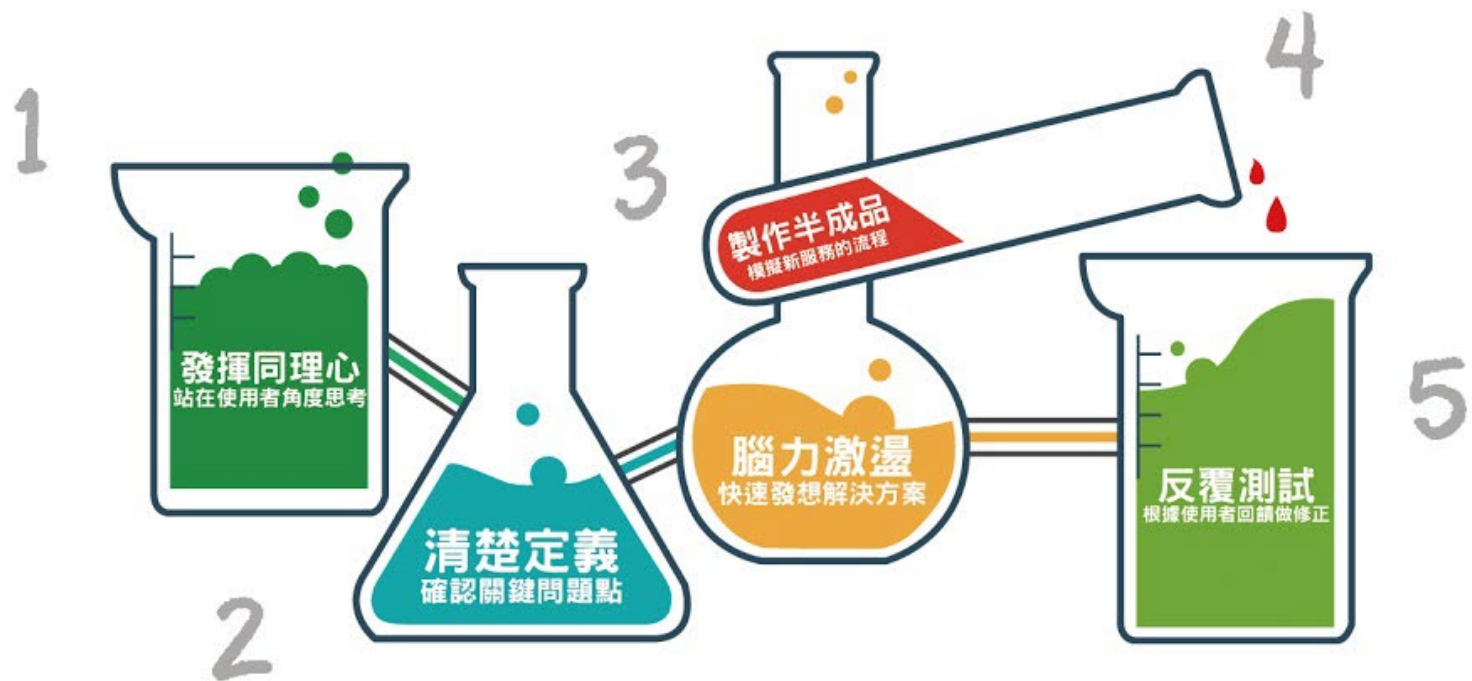 1
發揮同理心
站在使用者角度思考
2
清楚定義
確認關鍵問題點
3
腦力激盪
快速發想解決方案
4
製作半成品
模擬新服務的流程
5
反覆測試
根據使用者回饋做修正